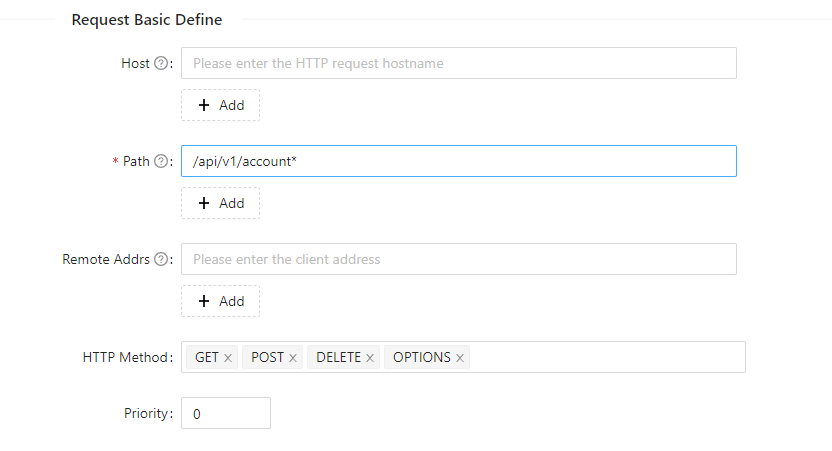 Request Basic Define
Host ?: Please enter the HTTP request hostname
+ Add
* Path ?: /api/v1/account*
+ Add
Remote Addrs ?: Please enter the client address
+ Add
HTTP Method: GET × POST × DELETE × OPTIONS ×
Priority: 0